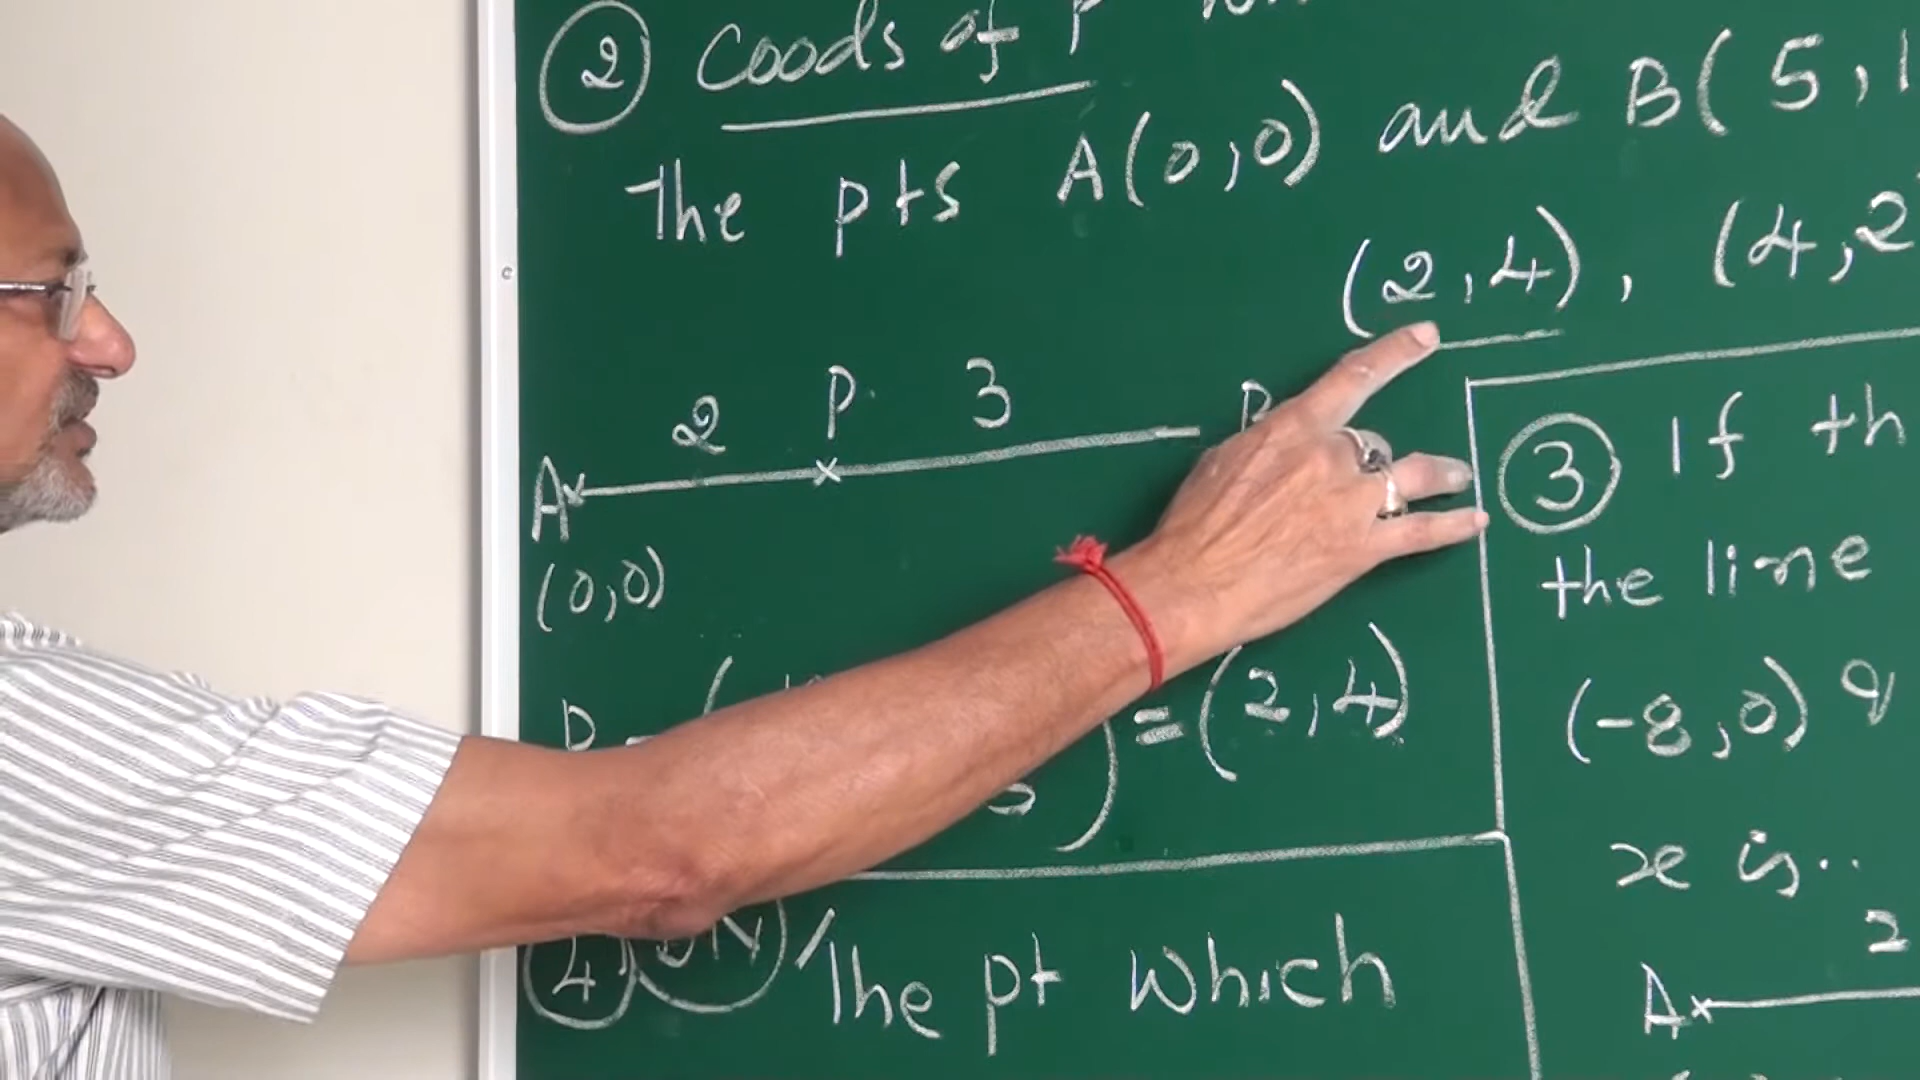 2 Coods of P
The pts A(0,0) and B(5,1
(2,4), (4,2
2 P 3
A
(0,0)
= (2,4)
4 The pt which
3 If th
the line
(-8,0)
x is..
2
A